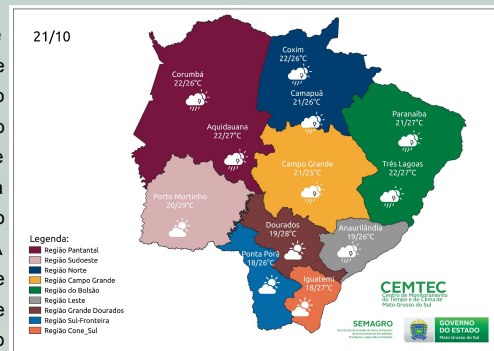 21/10
Coxim
22/26°C
Corumbá
22/26°C
Camapuã
21/26°C
Paranaíba
21/27°C
Aquidauana
22/27°C
Campo Grande
21/25°C
Três Lagoas
22/27°C
Porto Murtinho
20/29°C
Dourados
19/28°C
Anaurilândia
19/26°C
Ponta Porã
18/26°C
Iguatemi
18/27°C
Legenda:
Região Pantantal
Região Sudoeste
Região Norte
Região Campo Grande
Região do Bolsão
Região Leste
Região Grande Dourados
Região Sul-Fronteira
Região Cone_Sul
CEMTEC
Centro de Monitoramento
do Tempo e do Clima de
Mato Grosso do Sul
SEMAGRO
GOVERNO
DO ESTADO
Mato Grosso do Sul